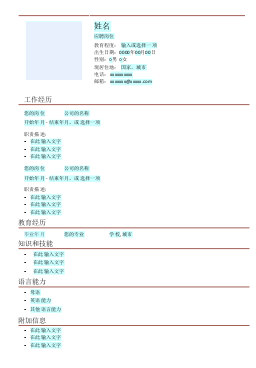 姓名
应聘岗位
教育程度： 输入或选择一项
出生日期：0000年00月00日
性别：o男 o女
现居住地： 国家、城市
电话：
邮箱：
工作经历
您的岗位 公司的名称
开始年月 - 结束年月，或选择一项
职责描述:
• 在此输入文字
• 在此输入文字
• 在此输入文字
您的岗位 公司的名称
开始年月 - 结束年月，或选择一项
职责描述:
• 在此输入文字
• 在此输入文字
• 在此输入文字
教育经历
毕业年月 您的专业 学校, 城市
知识和技能
• 在此输入文字
• 在此输入文字
• 在此输入文字
语言能力
• 母语
• 英语能力
• 其他语言能力
附加信息
• 在此输入文字
• 在此输入文字
• 在此输入文字